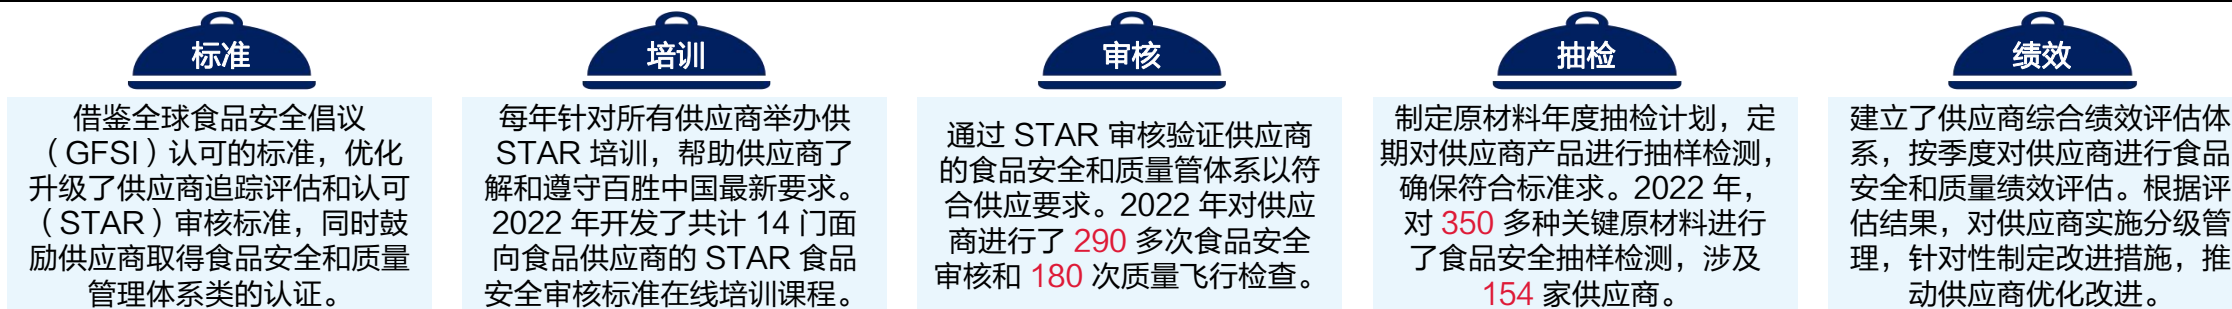 标准
借鉴全球食品安全倡议
（GFSI）认可的标准，优化
升级了供应商追踪评估和认可
（STAR）审核标准，同时鼓
励供应商取得食品安全和质量
管理体系类的认证。
培训
每年针对所有供应商举办供
STAR 培训，帮助供应商了
解和遵守百胜中国最新要求。
2022 年开发了共计 14 门面
向食品供应商的 STAR 食品
安全审核标准在线培训课程。
审核
通过 STAR 审核验证供应商
的食品安全和质量管体系以符
合供应要求。2022 年对供应
商进行了 290 多次食品安全
审核和 180 次质量飞行检查。
抽检
制定原材料年度抽检计划，定
期对供应商产品进行抽样检测，
确保符合标准求。2022 年，
对 350 多种关键原材料进行
了食品安全抽样检测，涉及
154 家供应商。
绩效
建立了供应商综合绩效评估体
系，按季度对供应商进行食品
安全和质量绩效评估。根据评
估结果，对供应商实施分级管
理，针对性制定改进措施，推
动供应商优化改进。